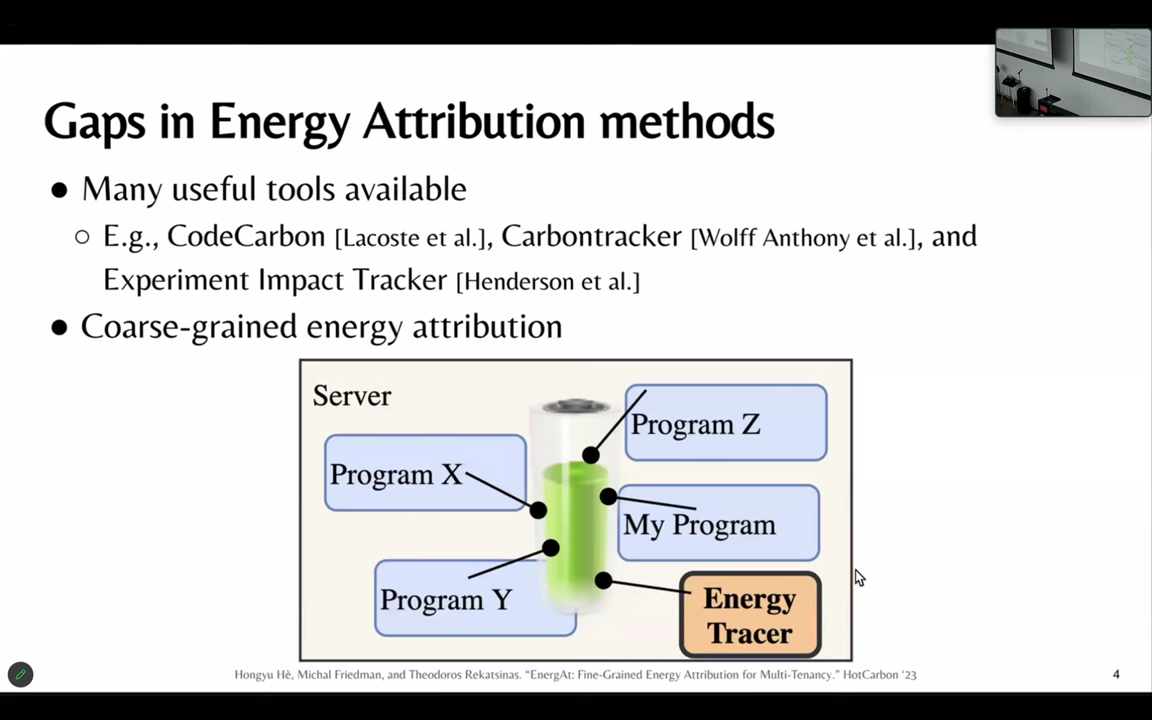 Gaps in Energy Attribution methods
● Many useful tools available
○ E.g., CodeCarbon [Lacoste et al.], Carbontracker [Wolff Anthony et al.], and
Experiment Impact Tracker [Henderson et al.]
● Coarse-grained energy attribution
Server
Program Z
Program X
My Program
Program Y
Energy
Tracer
Hongyu Hè, Michal Friedman, and Theodoros Rekatsinas. “EnergAt: Fine-Grained Energy Attribution for Multi-Tenancy.” HotCarbon ’23
4